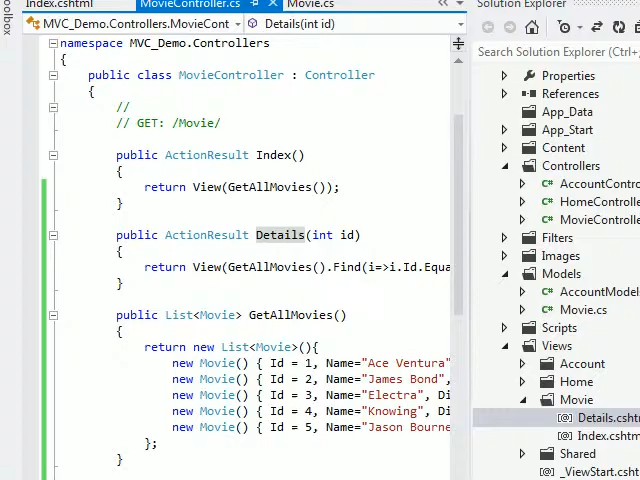 Index.cshtml
MovieController.cs
Movie.cs
Solution Explorer
oolbox
MVC_Demo.Controllers.MovieCont
Details(int id)
Search Solution Explorer (Ctrl+
namespace MVC_Demo.Controllers
{
public class MovieController : Controller
{
//
// GET: /Movie/
public ActionResult Index()
{
return View(GetAllMovies());
}
public ActionResult Details(int id)
{
return View(GetAllMovies().Find(i=>i.Id.Equa
}
public List<Movie> GetAllMovies()
{
return new List<Movie>(){
new Movie() { Id = 1, Name="Ace Ventura"
new Movie() { Id = 2, Name="James Bond",
new Movie() { Id = 3, Name="Electra", Di
new Movie() { Id = 4, Name="Knowing", Di
new Movie() { Id = 5, Name="Jason Bourne
};
}
Properties
References
App_Data
App_Start
Content
Controllers
C# AccountContro
C# HomeControlle
C# MovieControlle
Filters
Images
Models
C# AccountModels
C# Movie.cs
Scripts
Views
Account
Home
Movie
[@] Details.cshtm
[@] Index.cshtml
Shared
[@] _ViewStart.cshtm